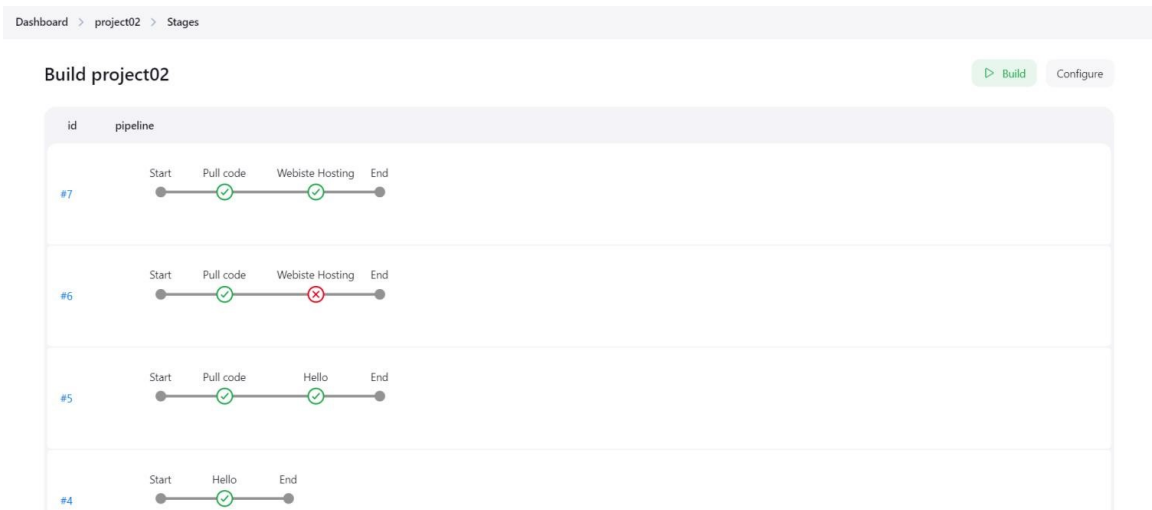 Dashboard > project02 > Stages
Build project02
Build Configure
id pipeline
Start Pull code Webiste Hosting End
#7
Start Pull code Webiste Hosting End
#6
Start Pull code Hello End
#5
Start Hello End
#4